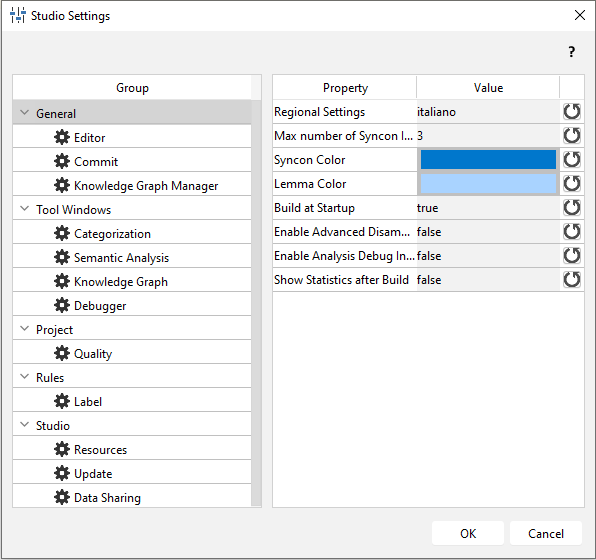 Studio Settings
?
Group
General
Editor
Commit
Knowledge Graph Manager
Tool Windows
Categorization
Semantic Analysis
Knowledge Graph
Debugger
Project
Quality
Rules
Label
Studio
Resources
Update
Data Sharing
Property Value
Regional Settings italiano
Max number of Syncon I... 3
Syncon Color
Lemma Color
Build at Startup true
Enable Advanced Disam... false
Enable Analysis Debug In... false
Show Statistics after Build false
OK Cancel